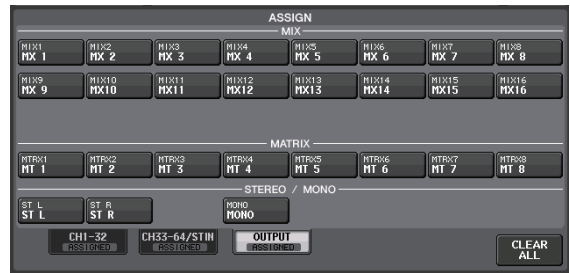 ASSIGN
MIX
MIX1 MIX2 MIX3 MIX4 MIX5 MIX6 MIX7 MIX8
MX 1 MX 2 MX 3 MX 4 MX 5 MX 6 MX 7 MX 8
MIX9 MIX10 MIX11 MIX12 MIX13 MIX14 MIX15 MIX16
MX 9 MX10 MX11 MX12 MX13 MX14 MX15 MX16
MATRIX
MTRX1 MTRX2 MTRX3 MTRX4 MTRX5 MTRX6 MTRX7 MTRX8
MT 1 MT 2 MT 3 MT 4 MT 5 MT 6 MT 7 MT 8
STEREO / MONO
ST L ST R MONO
ST L ST R MONO
CH1-32 CH33-64/STIN OUTPUT
ASSIGNED ASSIGNED ASSIGNED
CLEAR
ALL